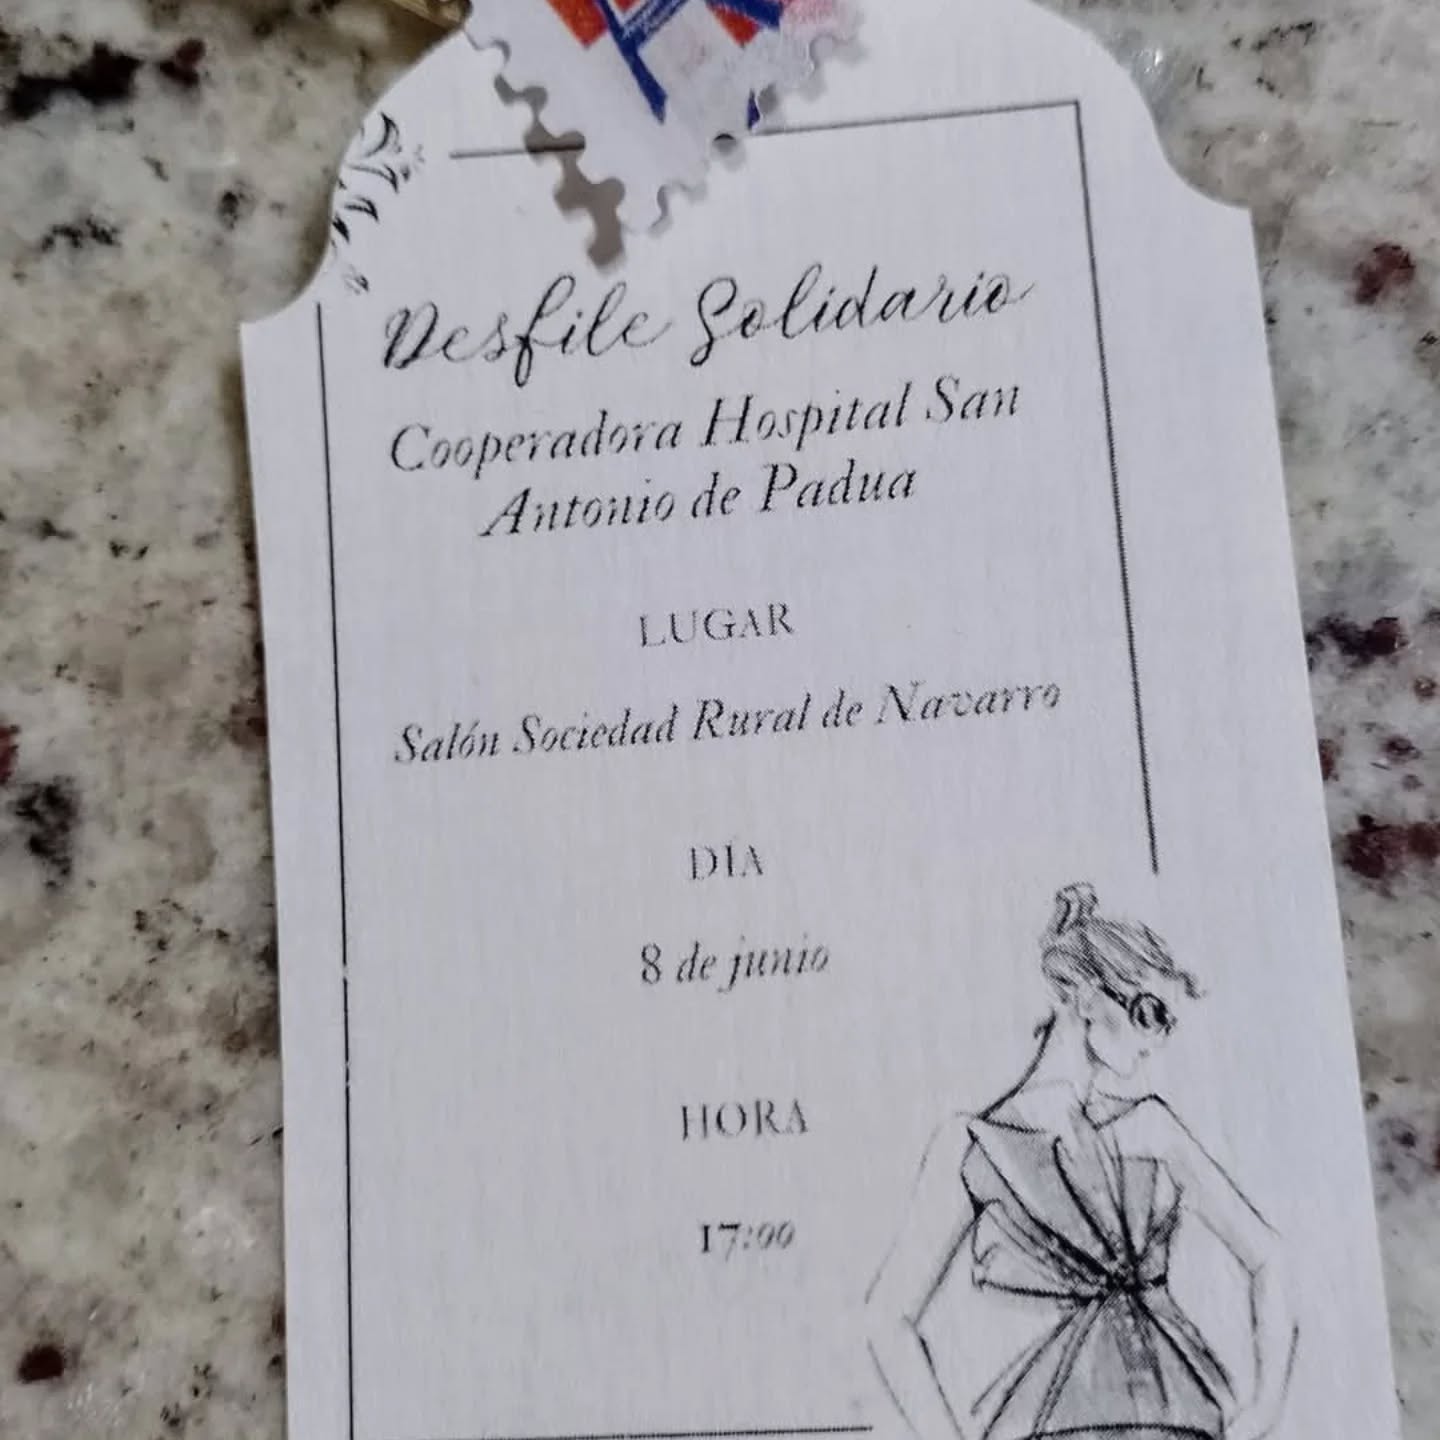 Desfile Solidario
Cooperadora Hospital San
Antonio de Padua
LUGAR
Salón Sociedad Rural de Navarro
DÍA
8 de junio
HORA
17:00